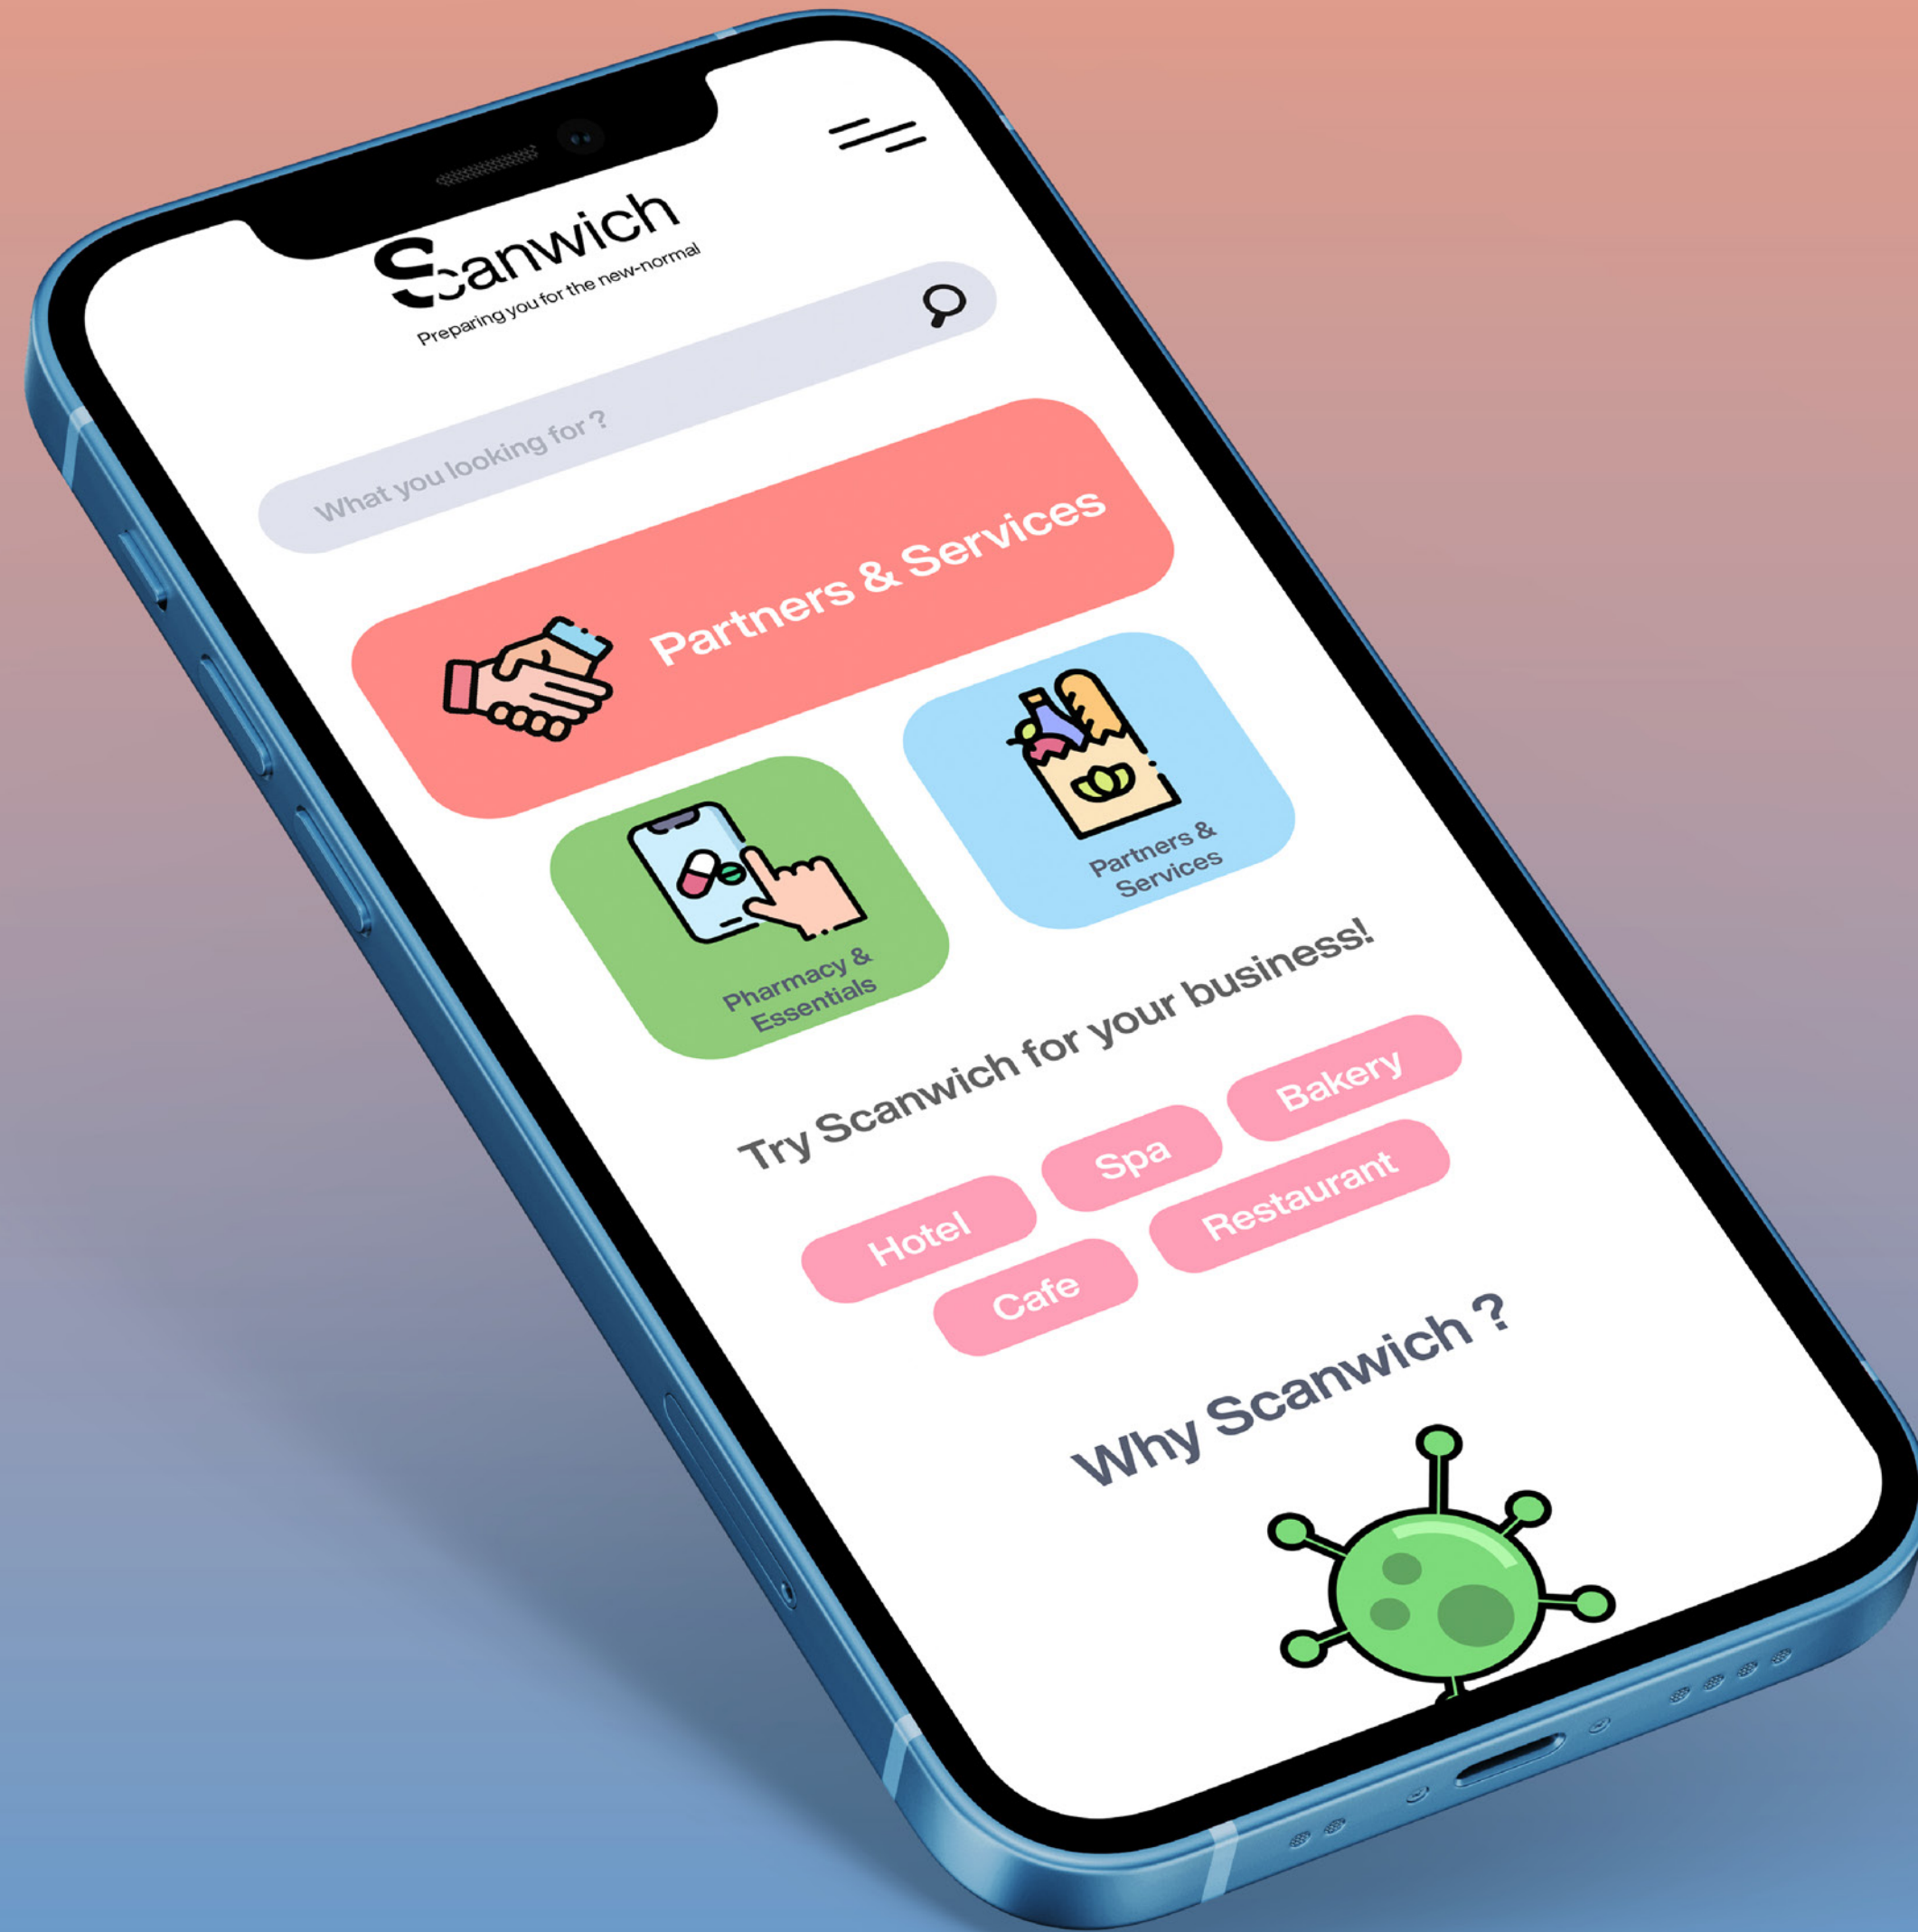 Scanwich
Preparing you for the new-normal
What you looking for ?
Partners & Services
Pharmacy &
Essentials
Partners &
Services
Try Scanwich for your business!
Hotel
Spa
Bakery
Cafe
Restaurant
Why Scanwich ?